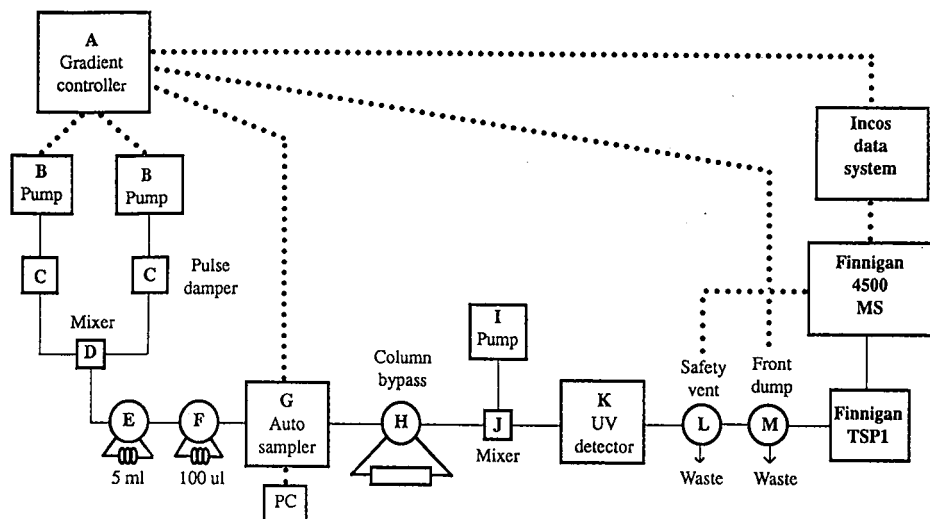 A
Gradient
controller
B
Pump
B
Pump
C
C
Pulse
damper
Mixer
D
E
5 ml
F
100 ul
G
Auto
sampler
PC
Column
bypass
H
I
Pump
J
Mixer
K
UV
detector
Safety
vent
L
Waste
Front
dump
M
Waste
Incos
data
system
Finnigan
4500
MS
Finnigan
TSP1